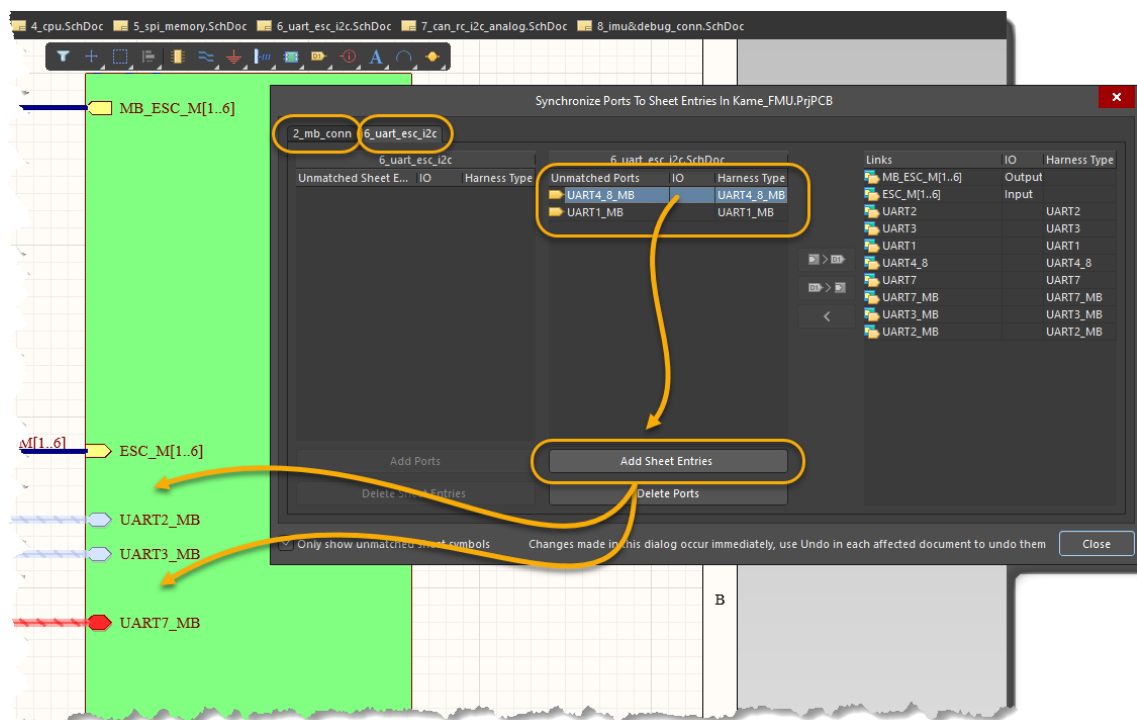 4_cpu.SchDoc 5_spi_memory.SchDoc 6_uart_esc_i2c.SchDoc 7_can_rc_i2c_analog.SchDoc 8_imu&debug_conn.SchDoc
A
MB_ESC_M[1..6]
Synchronize Ports To Sheet Entries In Kame_FMU.PrjPCB
2_mb_conn 6_uart_esc_i2c
6_uart_esc_i2c 6_uart_esc_i2c.SchDoc
Unmatched Sheet E... IO Harness Type Unmatched Ports IO Harness Type Links IO Harness Type
UART4_8_MB UART4_8_MB
UART1_MB UART1_MB
MB_ESC_M[1..6] Output
ESC_M[1..6] Input
UART2 UART2
UART3 UART3
UART1 UART1
UART4_8 UART4_8
UART7 UART7
UART7_MB UART7_MB
UART3_MB UART3_MB
UART2_MB UART2_MB
M[1..6]
ESC_M[1..6]
Add Ports Add Sheet Entries
Delete Sheet Entries Delete Ports
UART2_MB
Only show unmatched sheet symbols Changes made in this dialog occur immediately, use Undo in each affected document to undo them Close
UART3_MB
B
UART7_MB